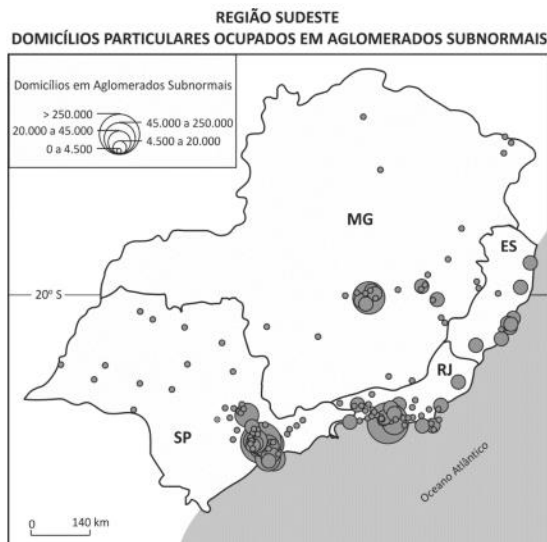 REGIÃO SUDESTE
DOMICÍLIOS PARTICULARES OCUPADOS EM AGLOMERADOS SUBNORMAIS
Domicílios em Aglomerados Subnormais
> 250.000
45.000 a 250.000
20.000 a 45.000
4.500 a 20.000
0 a 4.500
MG
ES
20° S
RJ
SP
Oceano Atlântico
0 140 km